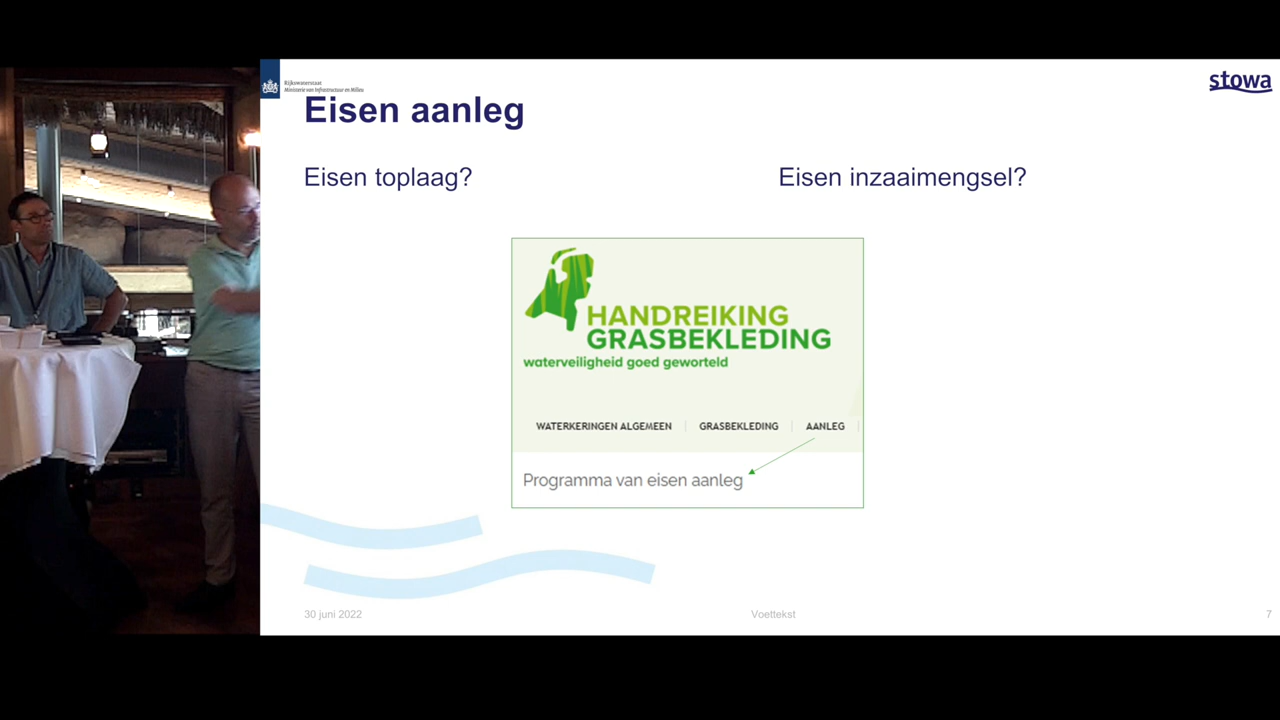 Rijkswaterstaat
Ministerie van Infrastructuur en Milieu
stowa
Eisen aanleg
Eisen toplaag?
Eisen inzaaimengsel?
HANDREIKING
GRASBEKLEDING
waterveiligheid goed geworteld
WATERKERINGEN ALGEMEEN
GRASBEKLEDING
AANLEG
Programma van eisen aanleg
30 juni 2022
Voettekst
7